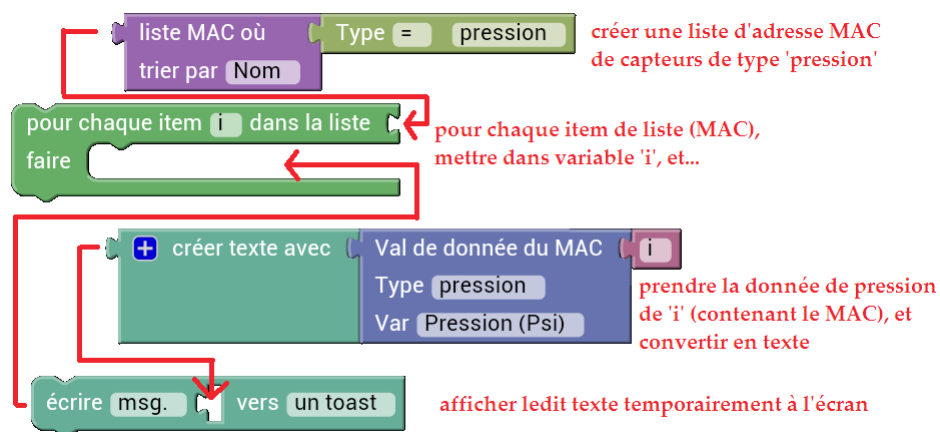 liste MAC où Type = pression
trier par Nom
créer une liste d'adresse MAC
de capteurs de type 'pression'
pour chaque item i dans la liste
faire
pour chaque item de liste (MAC),
mettre dans variable 'i', et...
+ créer texte avec Val de donnée du MAC i
Type pression
Var Pression (Psi)
prendre la donnée de pression
de 'i' (contenant le MAC), et
convertir en texte
écrire msg. vers un toast
afficher ledit texte temporairement à l'écran